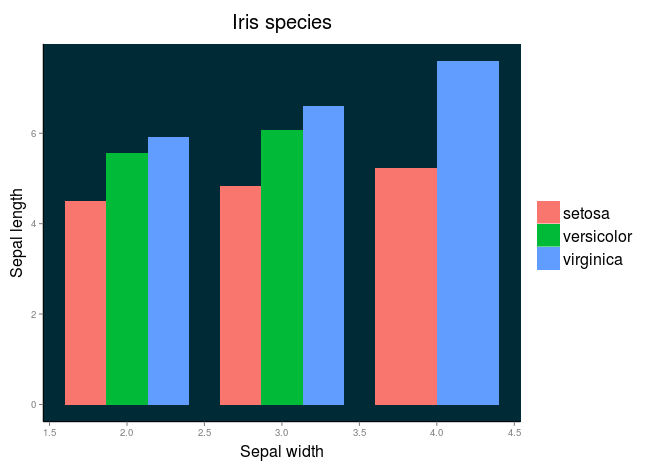 Iris species
Sepal length
6
4
2
0
1.5 2.0 2.5 3.0 3.5 4.0 4.5
Sepal width
setosa
versicolor
virginica